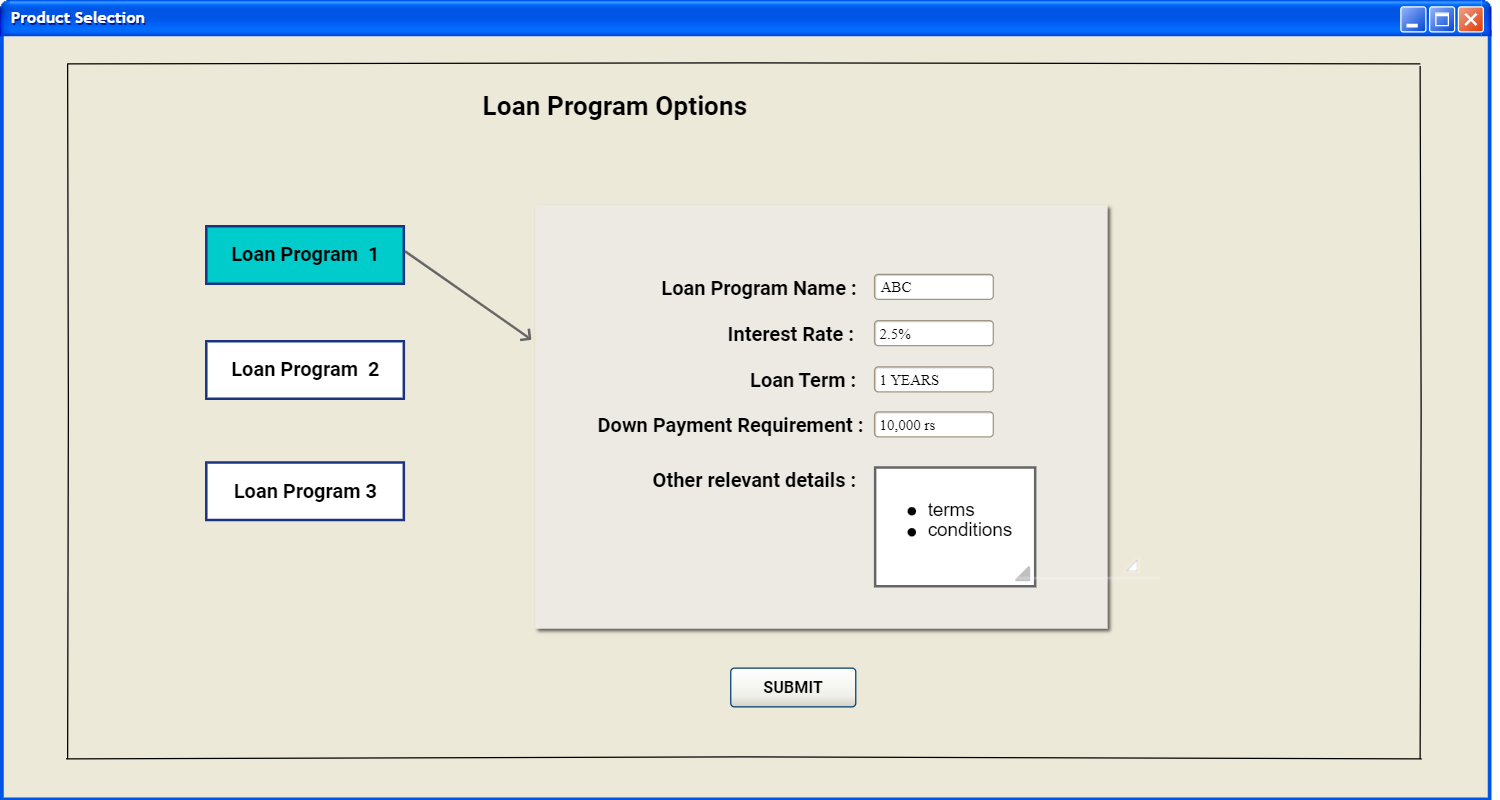 Product Selection
Loan Program Options
Loan Program 1
Loan Program 2
Loan Program 3
Loan Program Name : ABC
Interest Rate : 2.5%
Loan Term : 1 YEARS
Down Payment Requirement : 10,000 rs
Other relevant details :
• terms
• conditions
SUBMIT